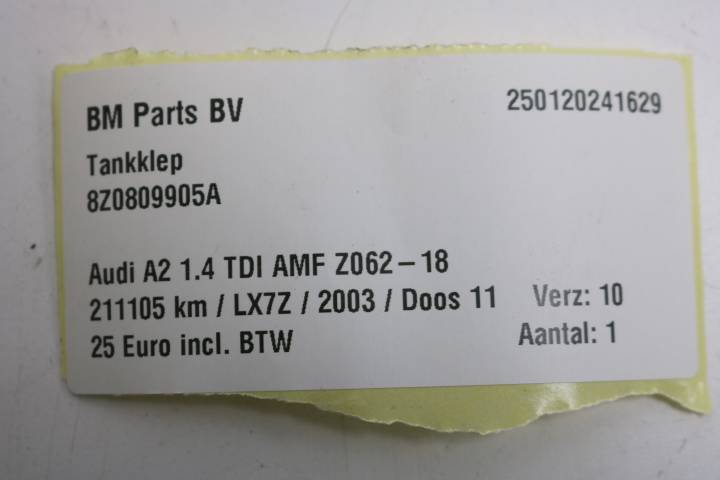 BM Parts BV 250120241629
Tankklep
8Z0809905A
Audi A2 1.4 TDI AMF Z062-18
211105 km / LX7Z / 2003 / Doos 11 Verz: 10
25 Euro incl. BTW Aantal: 1